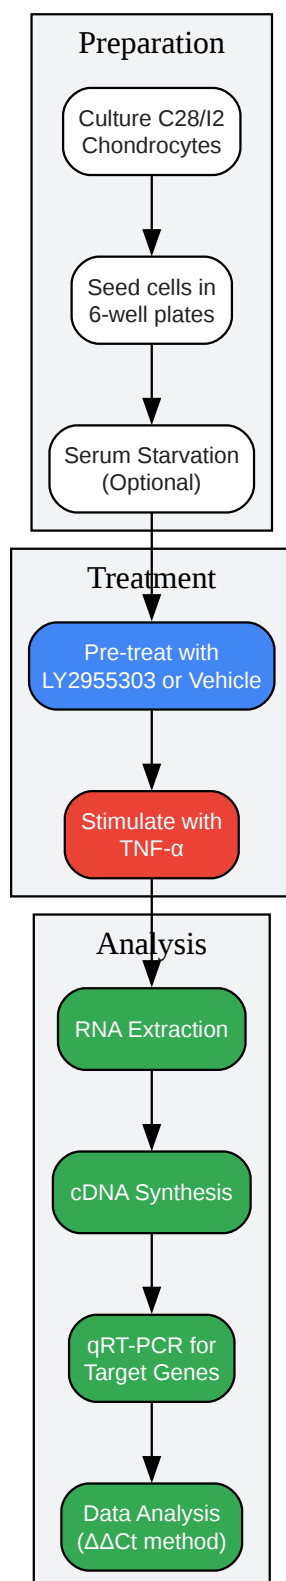 Preparation
Culture C28/I2
Chondrocytes
Seed cells in
6-well plates
Serum Starvation
(Optional)
Treatment
Pre-treat with
LY2955303 or Vehicle
Stimulate with
TNF-α
Analysis
RNA Extraction
cDNA Synthesis
qRT-PCR for
Target Genes
Data Analysis
(ΔΔCt method)